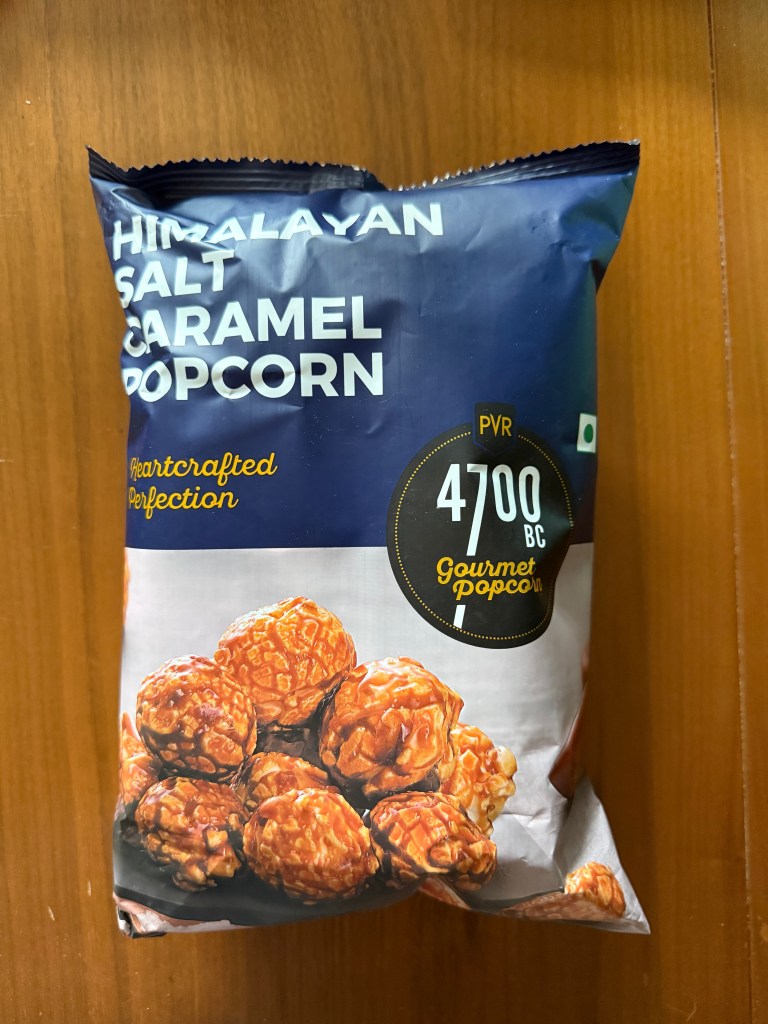 HIMALAYAN
SALT
CARAMEL
POPCORN
Heartcrafted
Perfection
PVR
4700
BC
Gourmet
Popcorn